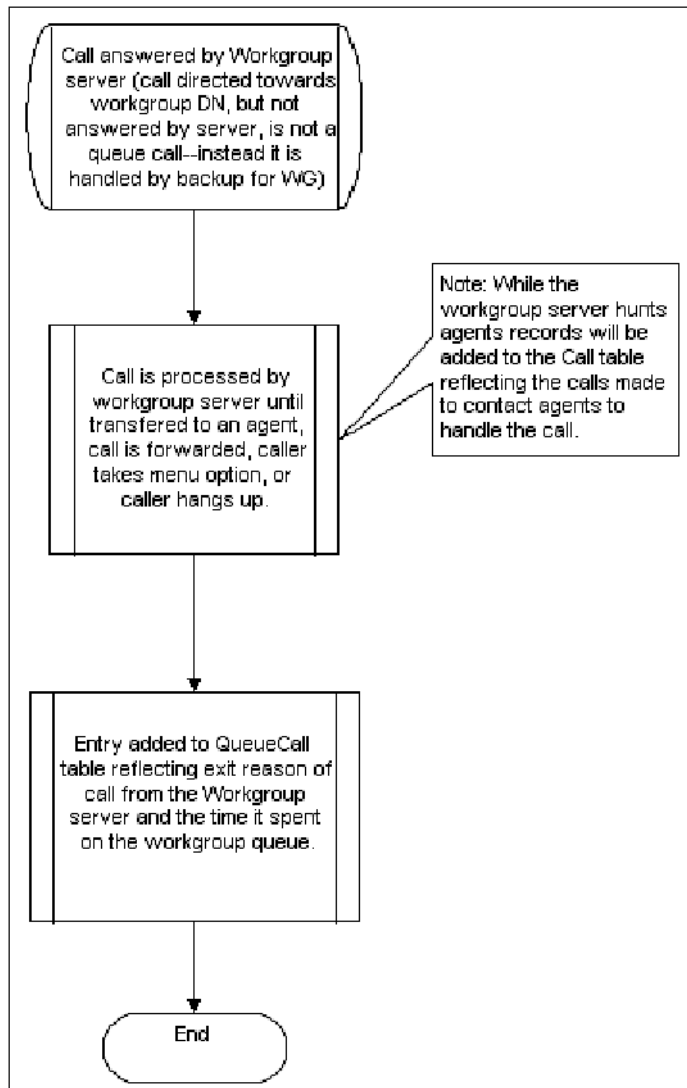 Call answered by Workgroup
server (call directed towards
workgroup DN, but not
answered by server, is not a
queue call--instead it is
handled by backup for WG)
Note: While the
workgroup server hunts
agents records will be
added to the Call table
reflecting the calls made
to contact agents to
handle the call.
Call is processed by
workgroup server until
transfered to an agent,
call is forwarded, caller
takes menu option, or
caller hangs up.
Entry added to QueueCall
table reflecting exit reason of
call from the Workgroup
server and the time it spent
on the workgroup queue.
End